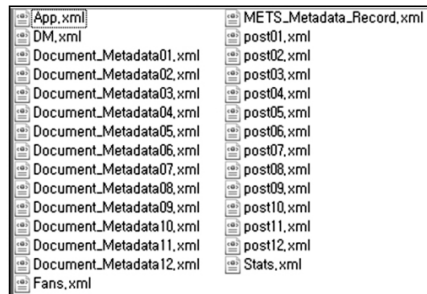 App.xml
DM.xml
Document_Metadata01.xml
Document_Metadata02.xml
Document_Metadata03.xml
Document_Metadata04.xml
Document_Metadata05.xml
Document_Metadata06.xml
Document_Metadata07.xml
Document_Metadata08.xml
Document_Metadata09.xml
Document_Metadata10.xml
Document_Metadata11.xml
Document_Metadata12.xml
Fans.xml
METS_Metadata_Record.xml
post01.xml
post02.xml
post03.xml
post04.xml
post05.xml
post06.xml
post07.xml
post08.xml
post09.xml
post10.xml
post11.xml
post12.xml
Stats.xml